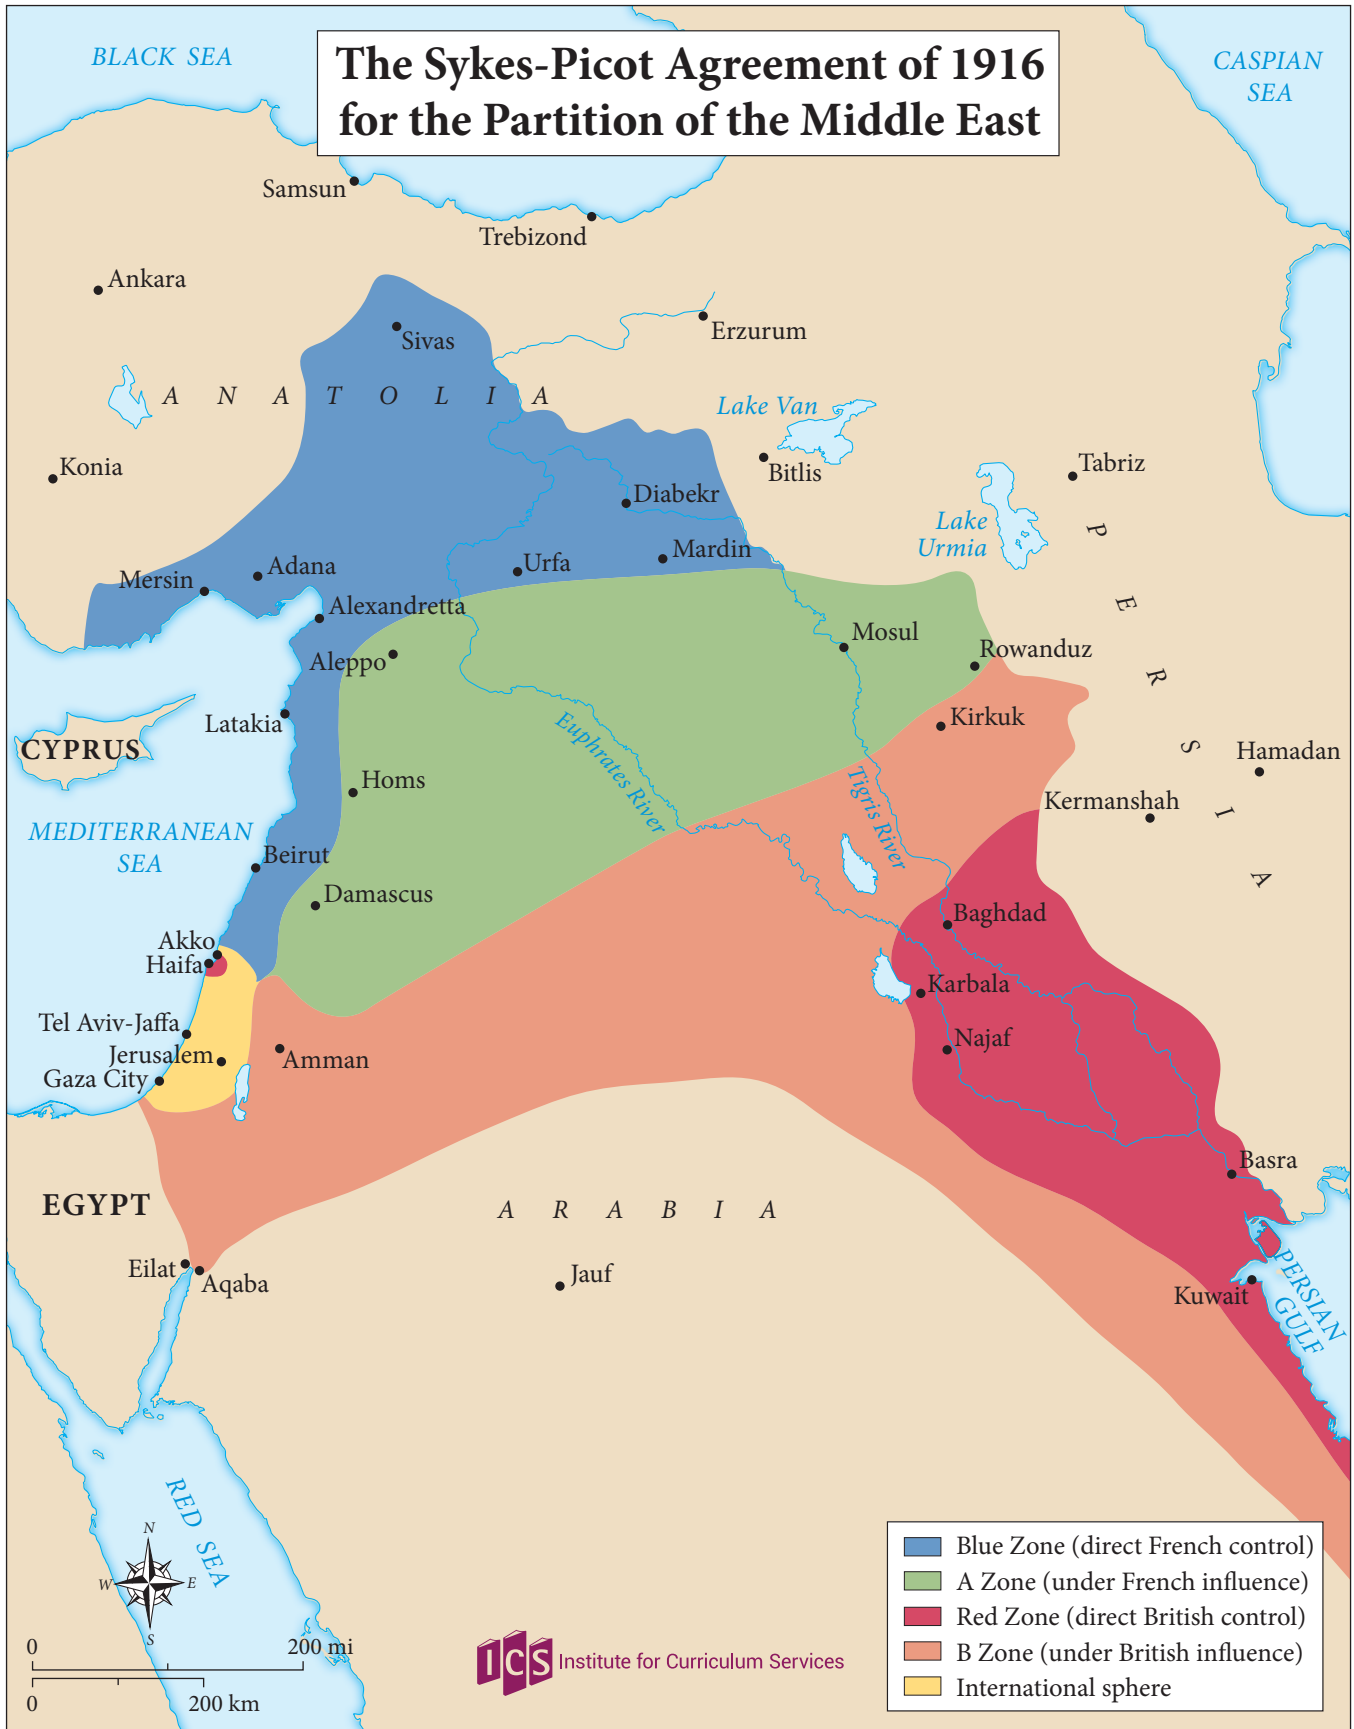 The Sykes-Picot Agreement of 1916
for the Partition of the Middle East
BLACK SEA
CASPIAN
SEA
Samsun
Trebizond
Ankara
Sivas
Erzurum
ANATOLIA
Lake Van
Konia
Bitlis
Tabriz
Diabekr
Lake
Urmia
PERSIA
Mersin
Adana
Urfa
Mardin
Alexandretta
Mosul
Aleppo
Rowanduz
Latakia
Kirkuk
CYPRUS
Euphrates River
Tigris River
Hamadan
Homs
Kermanshah
MEDITERRANEAN
SEA
Beirut
Damascus
Baghdad
Akko
Haifa
Karbala
Tel Aviv-Jaffa
Najaf
Jerusalem
Amman
Gaza City
Basra
EGYPT
ARABIA
Eilat
Aqaba
Jauf
Kuwait
PERSIAN
GULF
RED SEA
N
W
E
S
0
200 mi
0
200 km
ICS Institute for Curriculum Services
Blue Zone (direct French control)
A Zone (under French influence)
Red Zone (direct British control)
B Zone (under British influence)
International sphere